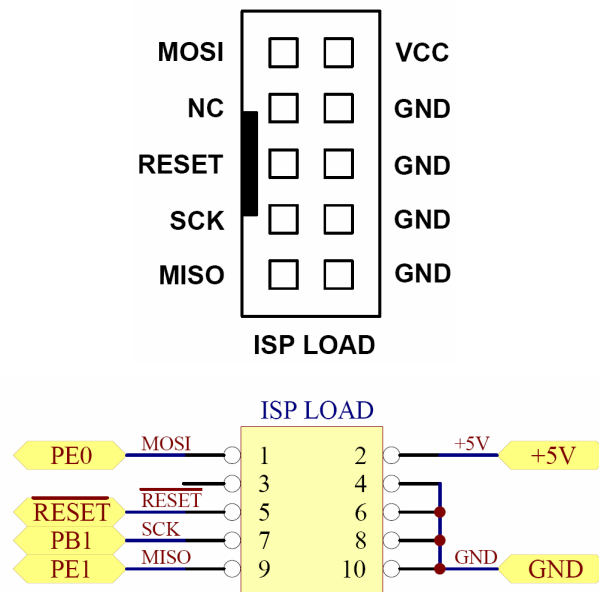 MOSI VCC
NC GND
RESET GND
SCK GND
MISO GND
ISP LOAD
ISP LOAD
PE0 MOSI 1 2 +5V +5V
3 4
RESET RESET 5 6
PB1 SCK 7 8
PE1 MISO 9 10 GND GND